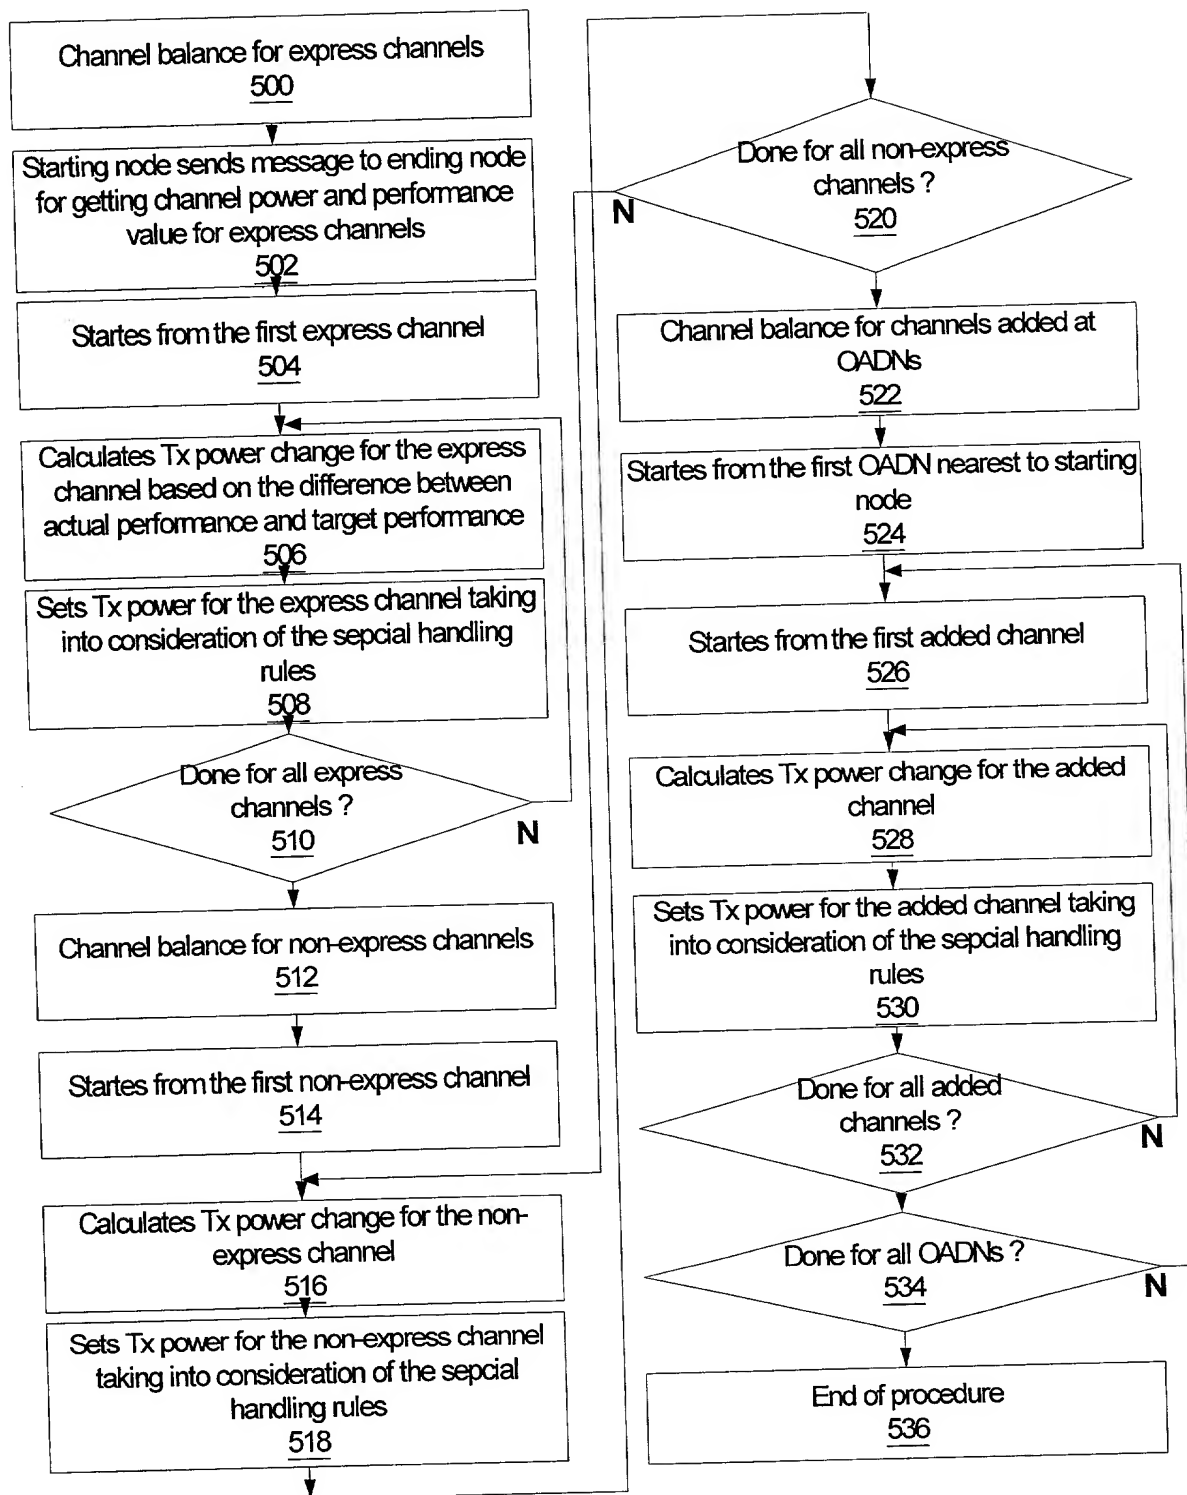 Channel balance for express channels
500
Starting node sends message to ending node
for getting channel power and performance
value for express channels
502
Startes from the first express channel
504
Calculates Tx power change for the express
channel based on the difference between
actual performance and target performance
506
Sets Tx power for the express channel taking
into consideration of the sepcial handling
rules
508
Done for all express
channels ?
510
N
Channel balance for non-express channels
512
Startes from the first non-express channel
514
Calculates Tx power change for the non-
express channel
516
Sets Tx power for the non-express channel
taking into consideration of the sepcial
handling rules
518
Done for all non-express
channels ?
520
N
Channel balance for channels added at
OADNs
522
Startes from the first OADN nearest to starting
node
524
Startes from the first added channel
526
Calculates Tx power change for the added
channel
528
Sets Tx power for the added channel taking
into consideration of the sepcial handling
rules
530
Done for all added
channels ?
532
N
Done for all OADNs ?
534
N
End of procedure
536